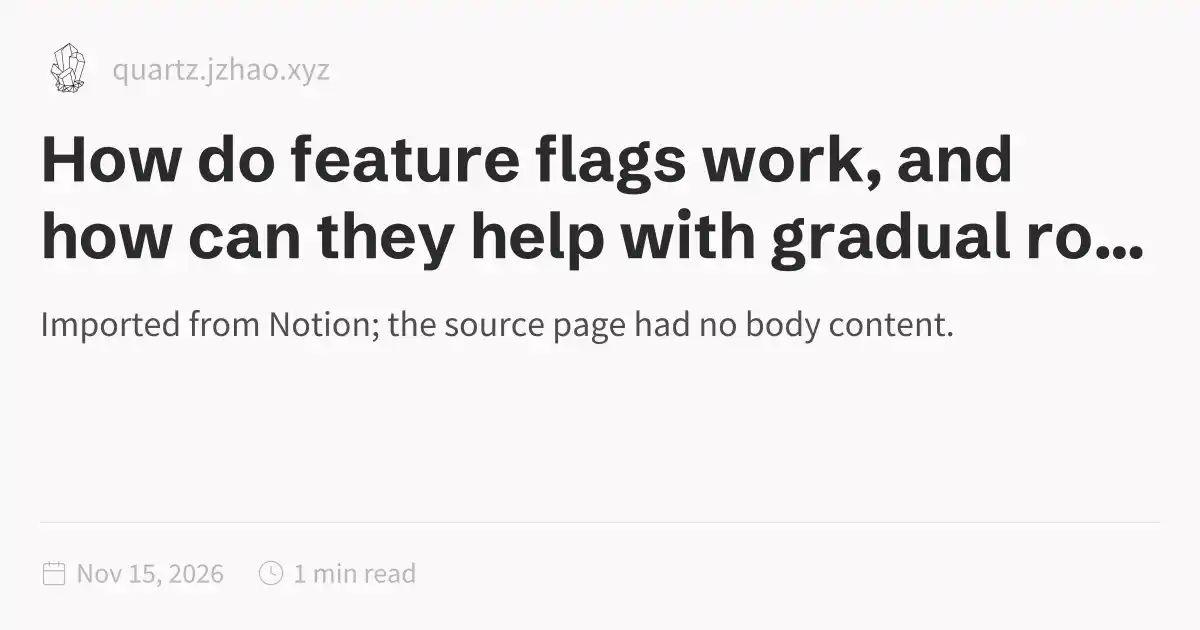 quartz.jzhao.xyz
How do feature flags work, and
how can they help with gradual ro...
Imported from Notion; the source page had no body content.
Nov 15, 2026 1 min read